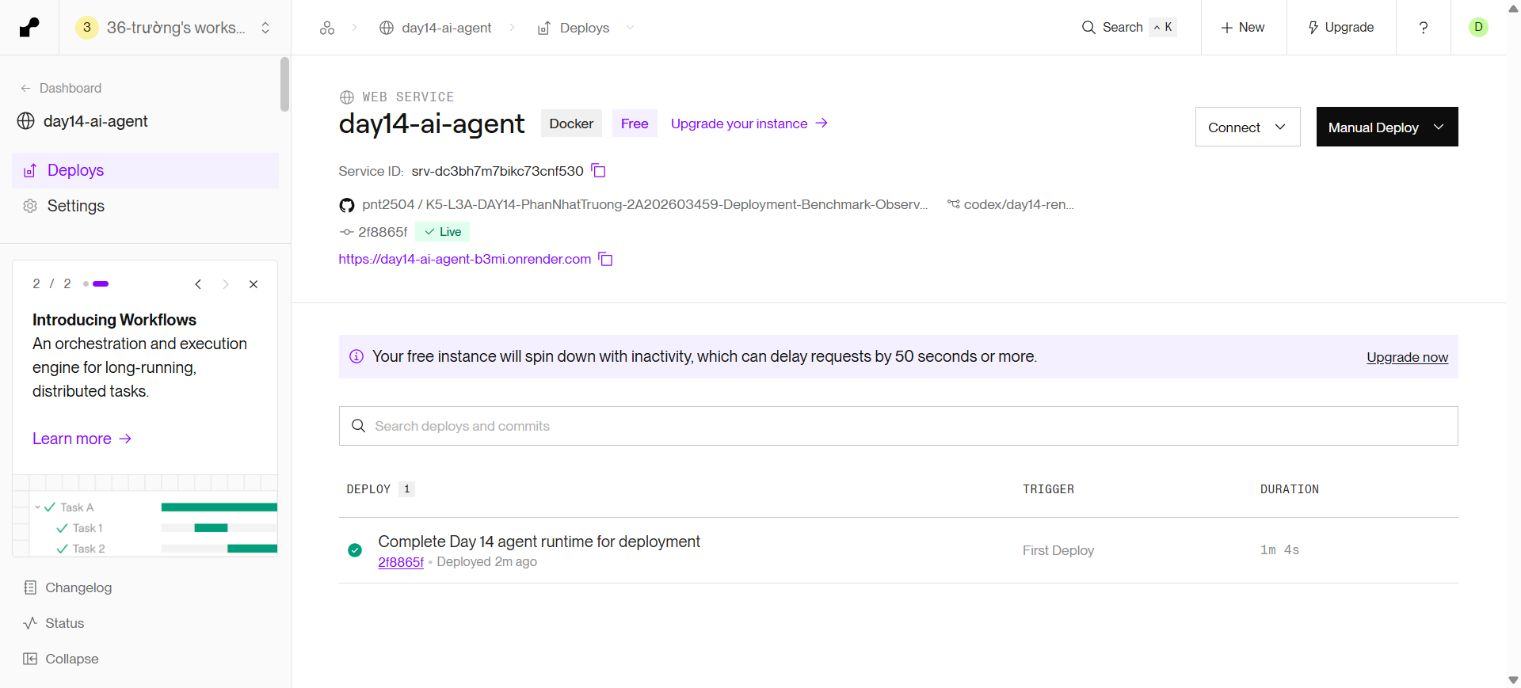 3 36-trường's works...
day14-ai-agent
Deploys
Search ^ K
+ New
Upgrade
?
D
← Dashboard
day14-ai-agent
Deploys
Settings
2 / 2
Introducing Workflows
An orchestration and execution
engine for long-running,
distributed tasks.
Learn more →
Task A
Task 1
Task 2
Changelog
Status
Collapse
WEB SERVICE
day14-ai-agent Docker Free Upgrade your instance →
Connect
Manual Deploy
Service ID: srv-dc3bh7m7bikc73cnf530
pnt2504 / K5-L3A-DAY14-PhanNhatTruong-2A202603459-Deployment-Benchmark-Observ... codex/day14-ren...
2f8865f Live
https://day14-ai-agent-b3mi.onrender.com
Your free instance will spin down with inactivity, which can delay requests by 50 seconds or more. Upgrade now
Search deploys and commits
DEPLOY 1 TRIGGER DURATION
Complete Day 14 agent runtime for deployment
2f8865f • Deployed 2m ago
First Deploy
1m 4s